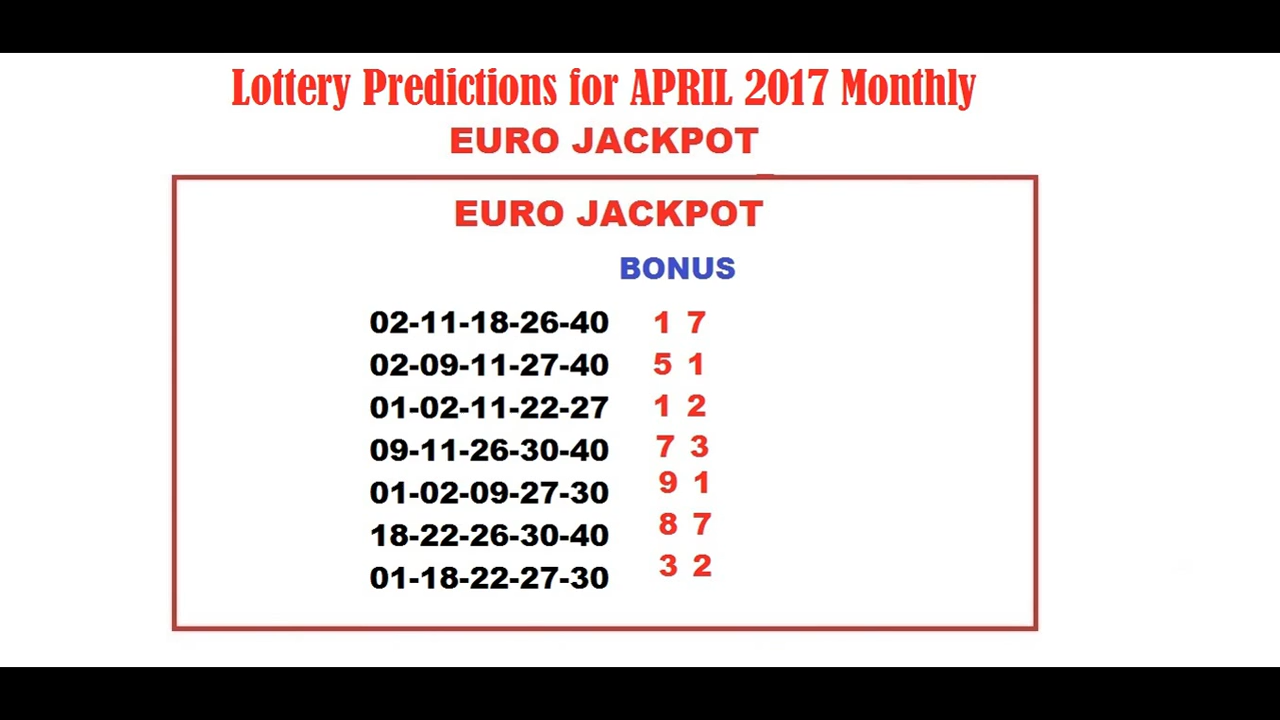 Lottery Predictions for APRIL 2017 Monthly
EURO JACKPOT
EURO JACKPOT
BONUS
02-11-18-26-40 1 7
02-09-11-27-40 5 1
01-02-11-22-27 1 2
09-11-26-30-40 7 3
01-02-09-27-30 9 1
18-22-26-30-40 8 7
01-18-22-27-30 3 2